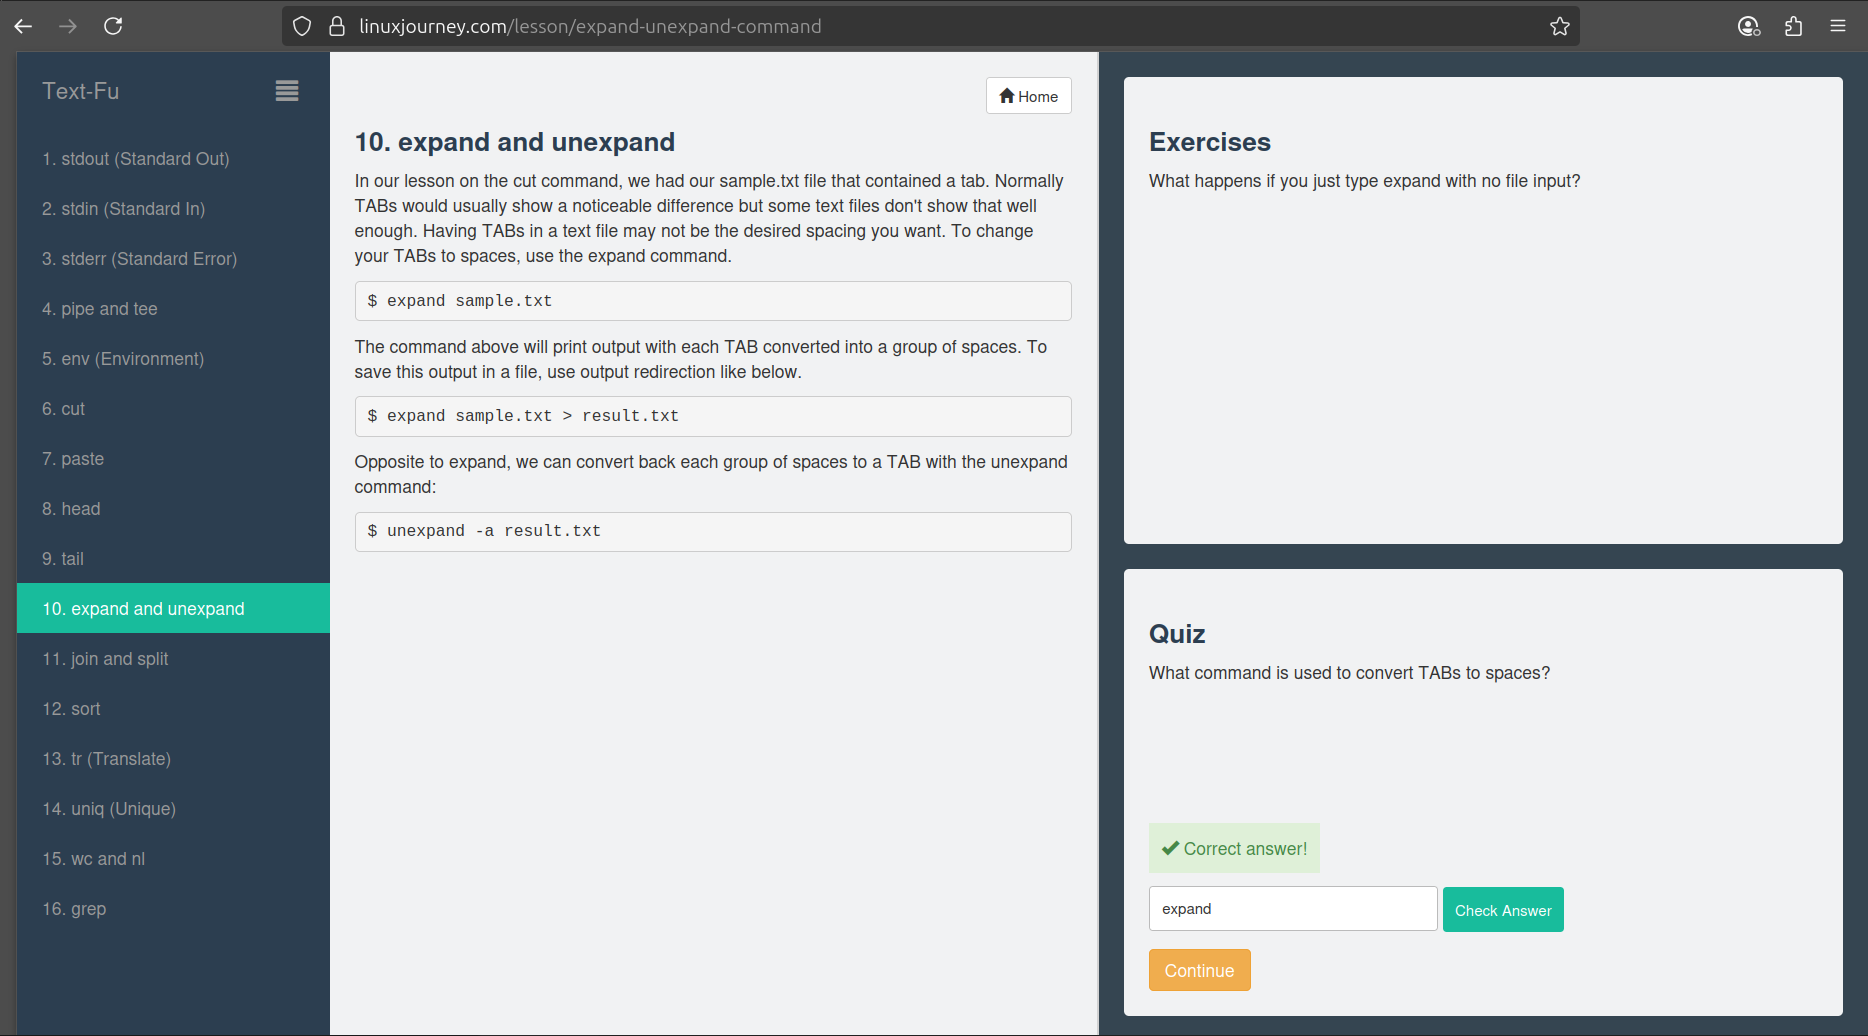 linuxjourney.com/lesson/expand-unexpand-command
Text-Fu
1. stdout (Standard Out)
2. stdin (Standard In)
3. stderr (Standard Error)
4. pipe and tee
5. env (Environment)
6. cut
7. paste
8. head
9. tail
10. expand and unexpand
11. join and split
12. sort
13. tr (Translate)
14. uniq (Unique)
15. wc and nl
16. grep
Home
10. expand and unexpand
In our lesson on the cut command, we had our sample.txt file that contained a tab. Normally
TABs would usually show a noticeable difference but some text files don't show that well
enough. Having TABs in a text file may not be the desired spacing you want. To change
your TABs to spaces, use the expand command.
$ expand sample.txt
The command above will print output with each TAB converted into a group of spaces. To
save this output in a file, use output redirection like below.
$ expand sample.txt > result.txt
Opposite to expand, we can convert back each group of spaces to a TAB with the unexpand
command:
$ unexpand -a result.txt
Exercises
What happens if you just type expand with no file input?
Quiz
What command is used to convert TABs to spaces?
Correct answer!
expand
Check Answer
Continue